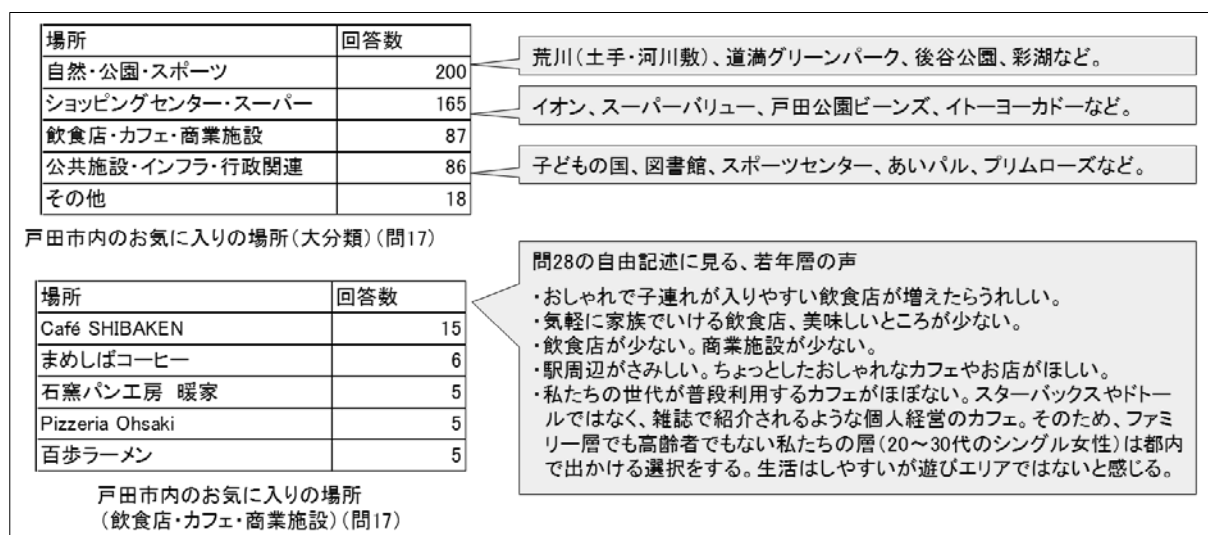 場所 回答数
自然・公園・スポーツ 200
ショッピングセンター・スーパー 165
飲食店・カフェ・商業施設 87
公共施設・インフラ・行政関連 86
その他 18
戸田市内のお気に入りの場所(大分類)(問17)
荒川(土手・河川敷)、道満グリーンパーク、後谷公園、彩湖など。
イオン、スーパーバリュー、戸田公園ビーンズ、イトーヨーカドーなど。
子どもの国、図書館、スポーツセンター、あいパル、プリムローズなど。
場所 回答数
Café SHIBAKEN 15
まめしばコーヒー 6
石窯パン工房 暖家 5
Pizzeria Ohsaki 5
百歩ラーメン 5
戸田市内のお気に入りの場所
(飲食店・カフェ・商業施設)(問17)
問28の自由記述に見る、若年層の声
・おしゃれで子連れが入りやすい飲食店が増えたらうれしい。
・気軽に家族でいける飲食店、美味しいところが少ない。
・飲食店が少ない。商業施設が少ない。
・駅周辺がさみしい。ちょっとしたおしゃれなカフェやお店がほしい。
・私たちの世代が普段利用するカフェがほぼない。スターバックスやドトー
ルではなく、雑誌で紹介されるような個人経営のカフェ。そのため、ファミ
リー層でも高齢者でもない私たちの層(20~30代のシングル女性)は都内
で出かける選択をする。生活はしやすいが遊びエリアではないと感じる。